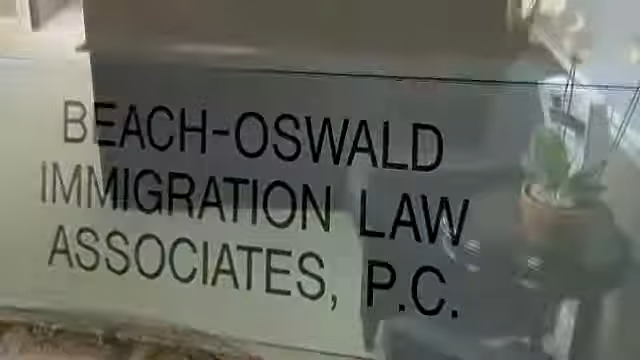 BEACH-OSWALD
IMMIGRATION LAW
ASSOCIATES, P.C.